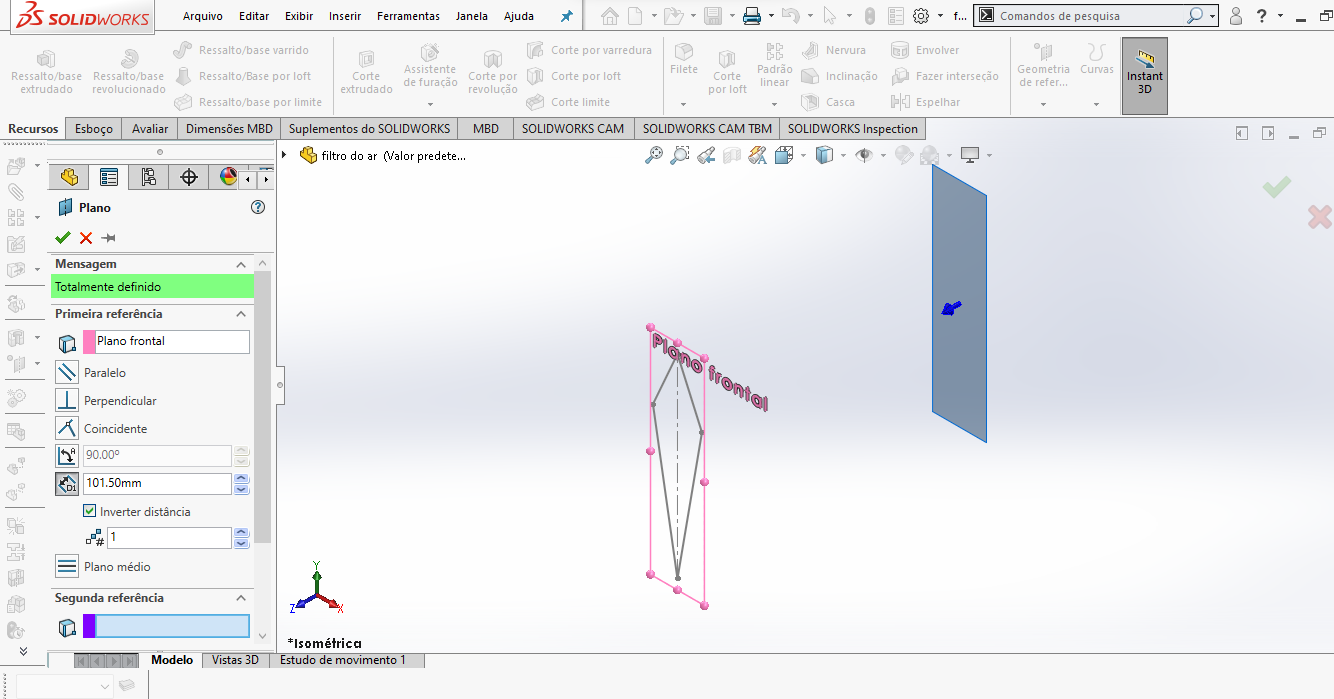 SOLIDWORKS Arquivo Editar Exibir Inserir Ferramentas Janela Ajuda f... Comandos de pesquisa ?
Ressalto/base extrudado
Ressalto/base revolucionado
Ressalto/base varrido
Ressalto/Base por loft
Ressalto/base por limite
Corte extrudado
Assistente de furação
Corte por revolução
Corte por varredura
Corte por loft
Corte limite
Filete
Corte por loft
Padrão linear
Nervura
Inclinação
Casca
Envolver
Fazer interseção
Espelhar
Geometria de refer...
Curvas
Instant 3D
Recursos Esboço Avaliar Dimensões MBD Suplementos do SOLIDWORKS MBD SOLIDWORKS CAM SOLIDWORKS CAM TBM SOLIDWORKS Inspection
filtro do ar (Valor predete...
Plano ?
Mensagem
Totalmente definido
Primeira referência
Plano frontal
Paralelo
Perpendicular
Coincidente
90.00º
101.50mm
Inverter distância
1
Plano médio
Segunda referência
Plano frontal
Y
Z X
*Isométrica
Modelo Vistas 3D Estudo de movimento 1